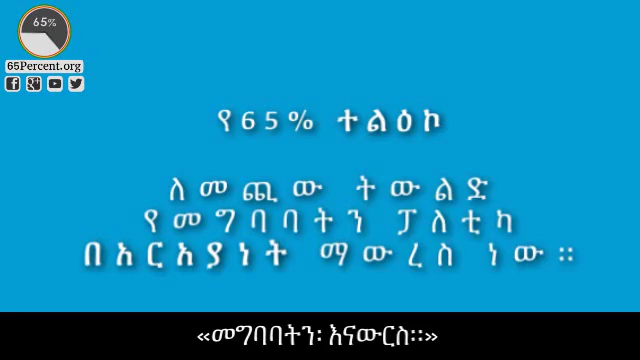 65%
65Percent.org
የ65% ተልዕኮ
ለመጪው ትውልድ
የመግባባትን ፓለቲካ
በአርአያነት ማውረስ ነው ።
«መግባባትን፡ እናውርስ።»